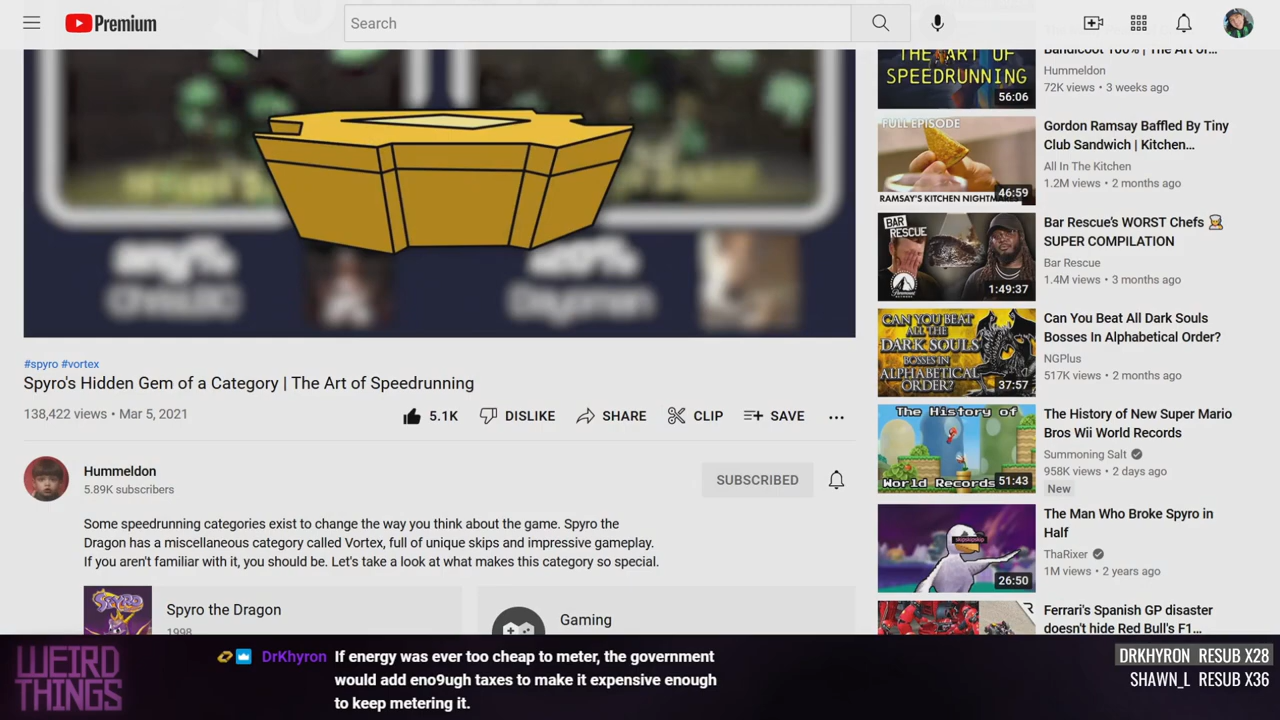 Premium
Search
#spyro #vortex
Spyro's Hidden Gem of a Category | The Art of Speedrunning
138,422 views • Mar 5, 2021
5.1K DISLIKE SHARE CLIP SAVE
Hummeldon
5.89K subscribers
SUBSCRIBED
Some speedrunning categories exist to change the way you think about the game. Spyro the
Dragon has a miscellaneous category called Vortex, full of unique skips and impressive gameplay.
If you aren't familiar with it, you should be. Let's take a look at what makes this category so special.
SPYRO
Spyro the Dragon
1998
Gaming
THE ART OF
SPEEDRUNNING
56:06
Bandicoot 100% | The Art of...
Hummeldon
72K views • 3 weeks ago
FULL EPISODE
46:59
RAMSAY'S KITCHEN NIGHTMARES
Gordon Ramsay Baffled By Tiny
Club Sandwich | Kitchen...
All In The Kitchen
1.2M views • 2 months ago
BAR
RESCUE
Paramount
1:49:37
Bar Rescue's WORST Chefs 👨‍🍳
SUPER COMPILATION
Bar Rescue
1.4M views • 3 months ago
CAN YOU BEAT
ALL THE
DARK SOULS
BOSSES IN
ALPHABETICAL
ORDER?
37:57
Can You Beat All Dark Souls
Bosses In Alphabetical Order?
NGPlus
517K views • 2 months ago
The History of
World Records
51:43
The History of New Super Mario
Bros Wii World Records
Summoning Salt
958K views • 2 days ago
New
26:50
The Man Who Broke Spyro in
Half
ThaRixer
1M views • 2 years ago
Ferrari's Spanish GP disaster
doesn't hide Red Bull's F1...
WEIRD
THINGS
DrKhyron If energy was ever too cheap to meter, the government
would add eno9ugh taxes to make it expensive enough
to keep metering it.
DRKHYRON RESUB X28
SHAWN_L RESUB X36